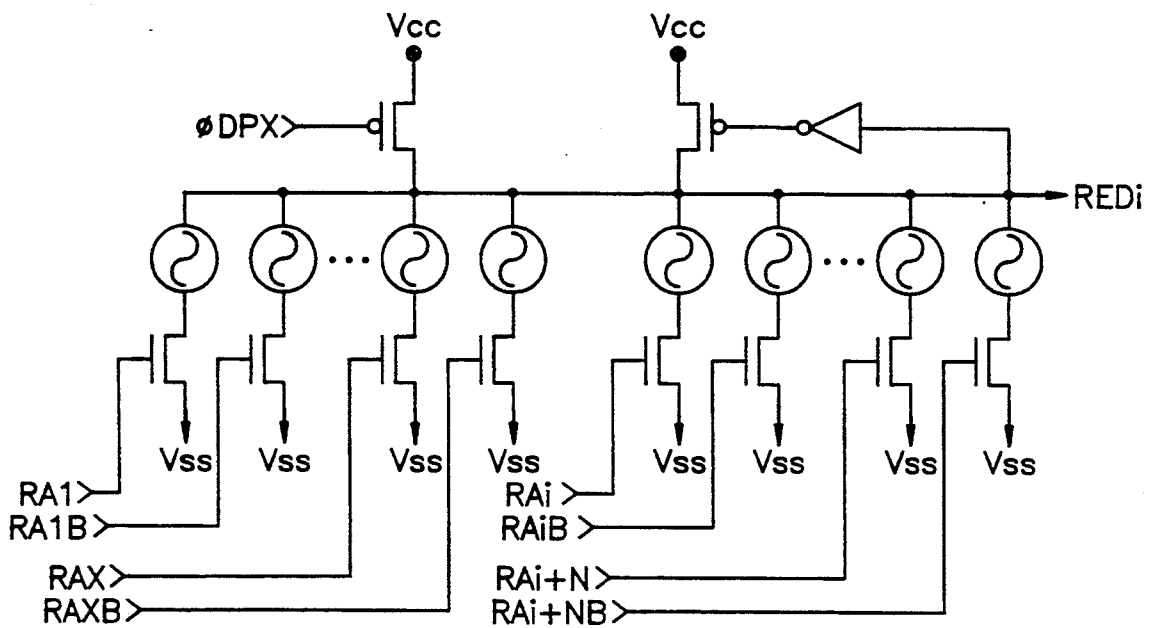 Vcc Vcc
øDPX
REDi
Vss Vss Vss Vss Vss Vss Vss Vss
RA1 RAi
RA1B RAiB
RAX RAi+N
RAXB RAi+NB